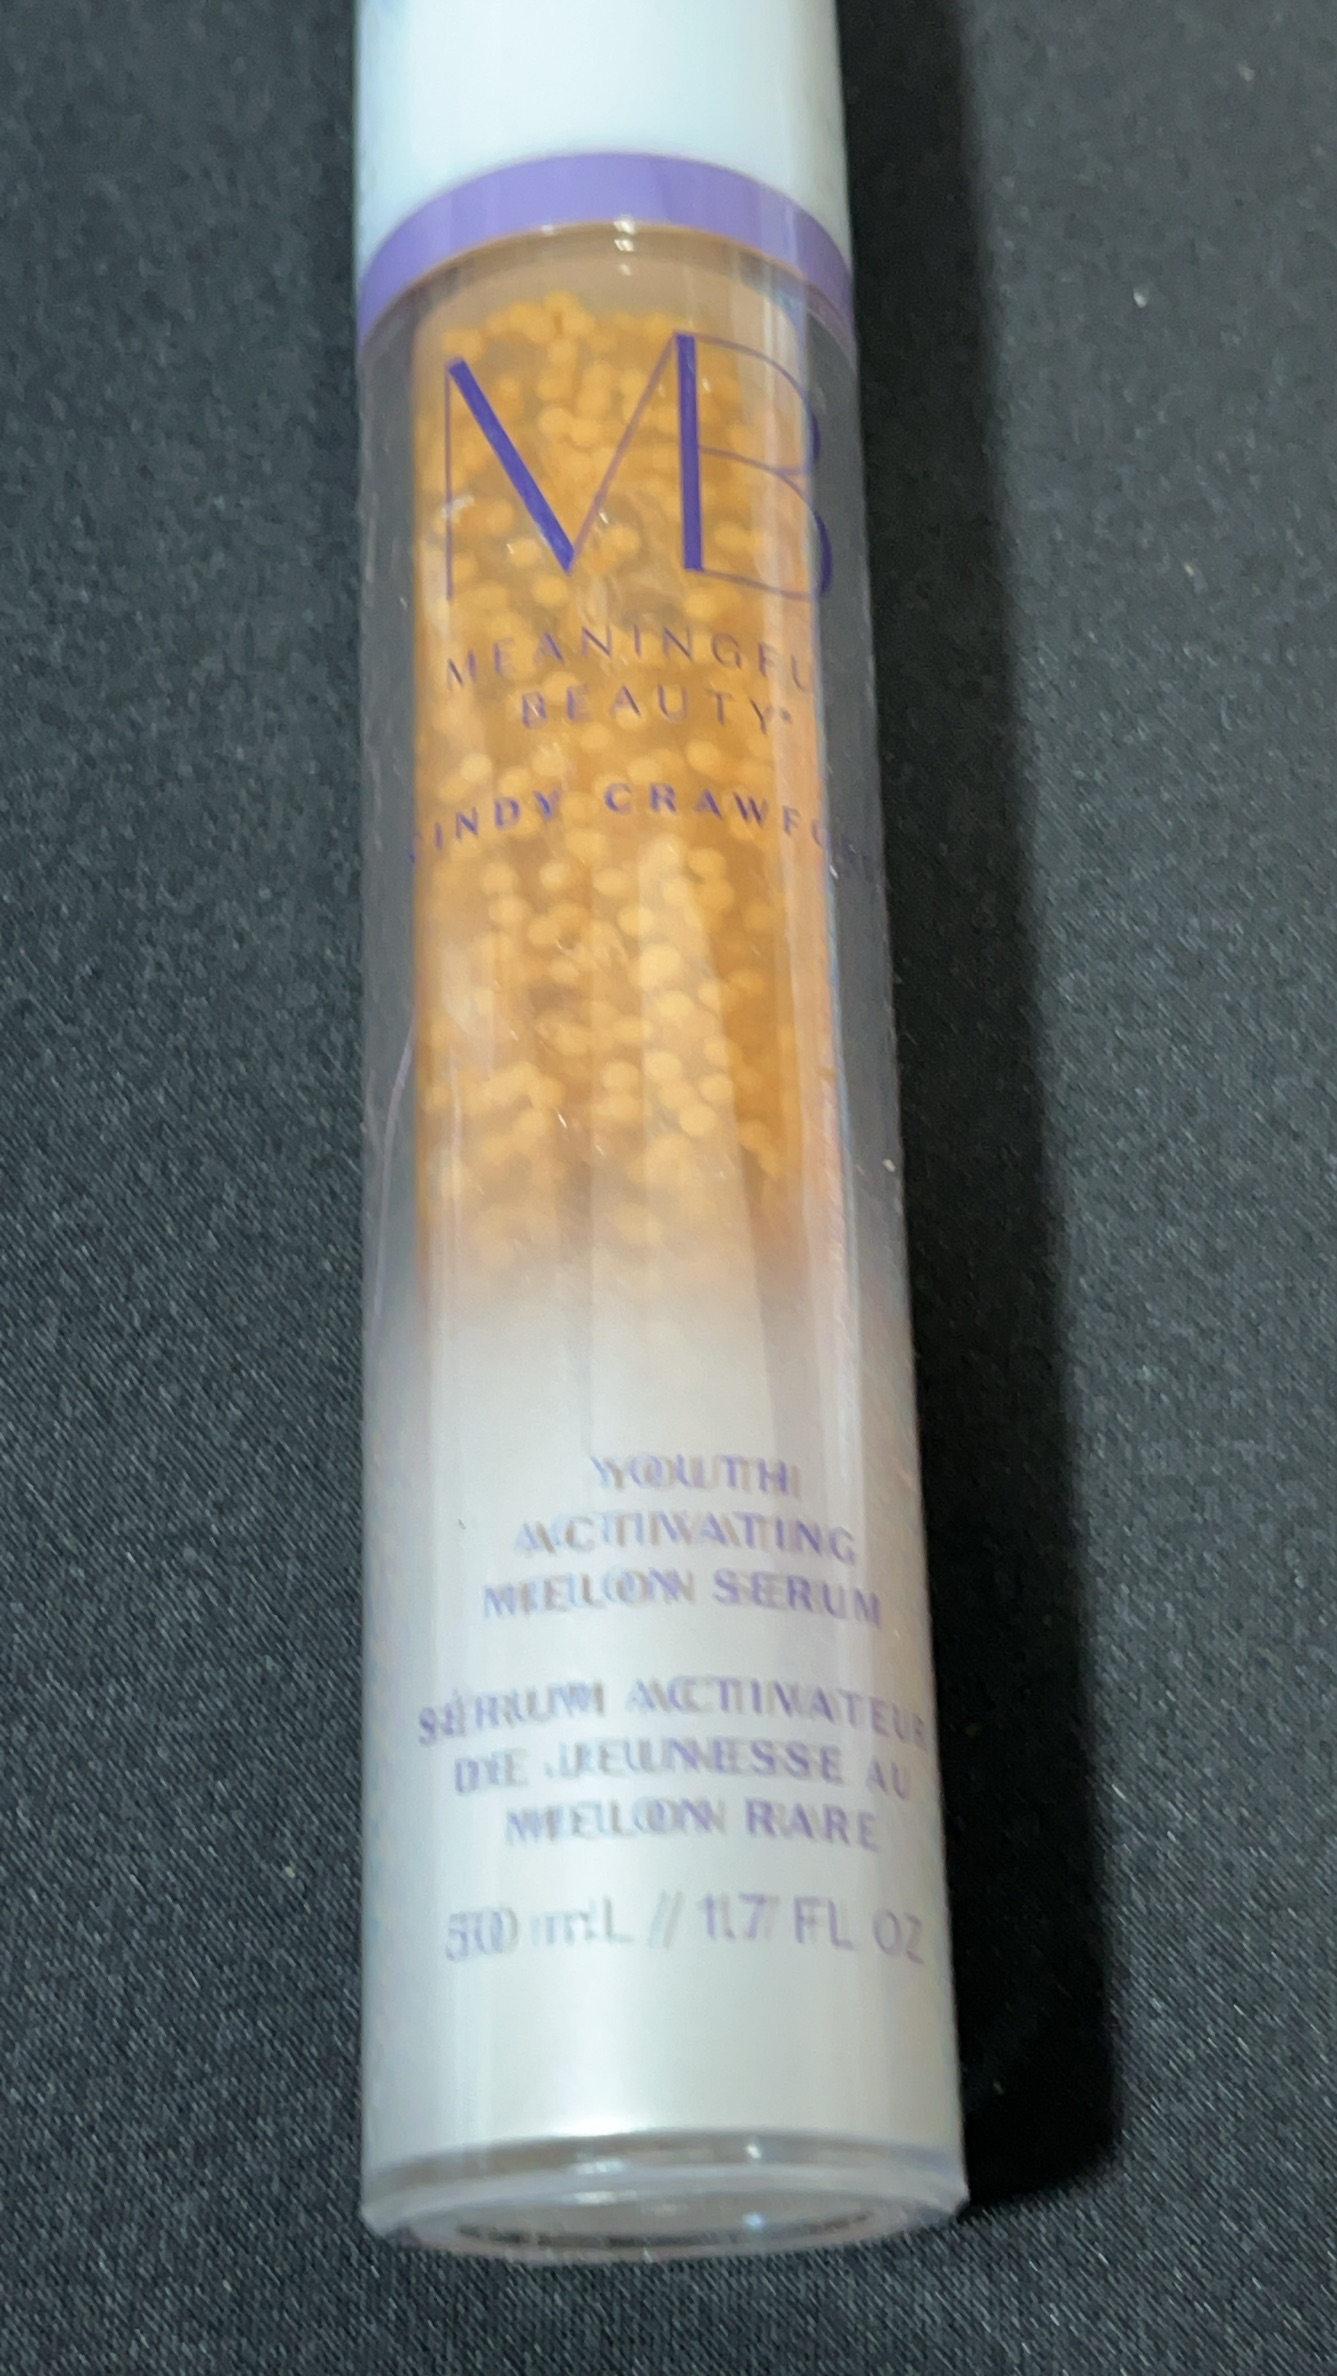 MB
MEANINGFU
BEAUTY®
CINDY CRAWFORD
YOUTH
ACTIVATING
MELON SERUM
SÉRUM ACTIVATEUR
DE JEUNESSE AU
MELON RARE
50 mL // 1.7 FL OZ